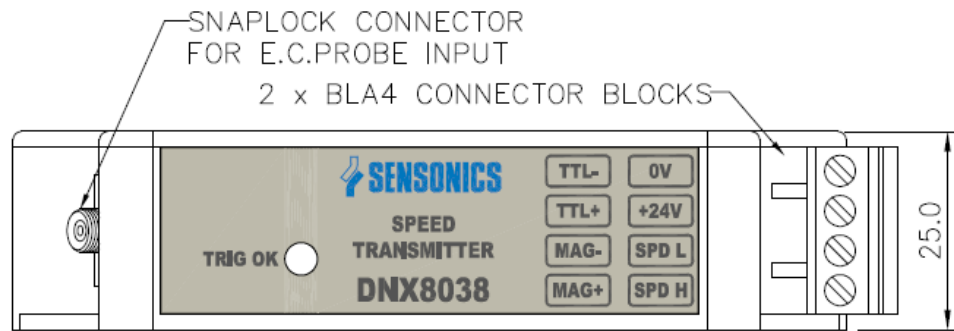 SNAPLOCK CONNECTOR
FOR E.C.PROBE INPUT
2 x BLA4 CONNECTOR BLOCKS
SENSONICS
SPEED
TRANSMITTER
DNX8038
TRIG OK
TTL- 0V
TTL+ +24V
MAG- SPD L
MAG+ SPD H
25.0